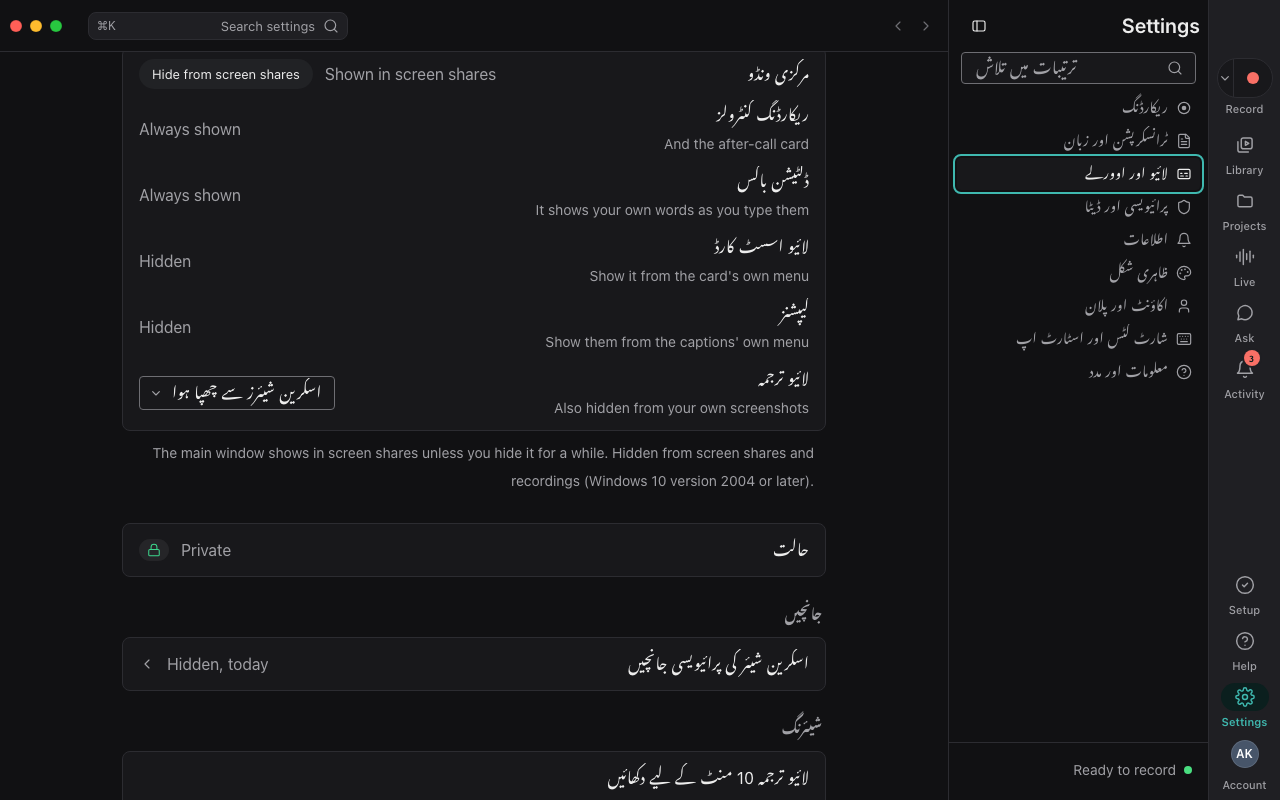 ⌘K
Search settings
Settings
ترتیبات میں تلاش
ریکارڈنگ
ٹرانسکرپشن اور زبان
لائیو اور اوورلے
پرائیویسی اور ڈیٹا
اطلاعات
ظاہری شکل
اکاؤنٹ اور پلان
شارٹ کٹس اور اسٹارٹ اپ
معلومات اور مدد
Ready to record
Record
Library
Projects
Live
Ask
3
Activity
Setup
Help
Settings
AK
Account
مرکزی ونڈو
Shown in screen shares
Hide from screen shares
ریکارڈنگ کنٹرولز
And the after-call card
Always shown
ڈکٹیشن باکس
It shows your own words as you type them
Always shown
لائیو اسسٹ کارڈ
Show it from the card's own menu
Hidden
کیپشنز
Show them from the captions' own menu
Hidden
لائیو ترجمہ
Also hidden from your own screenshots
اسکرین شیئرز سے چھپا ہوا
The main window shows in screen shares unless you hide it for a while. Hidden from screen shares and
recordings (Windows 10 version 2004 or later).
حالت
Private
جانچیں
اسکرین شیئر کی پرائیویسی جانچیں
Hidden, today
شیئرنگ
لائیو ترجمہ 10 منٹ کے لیے دکھائیں